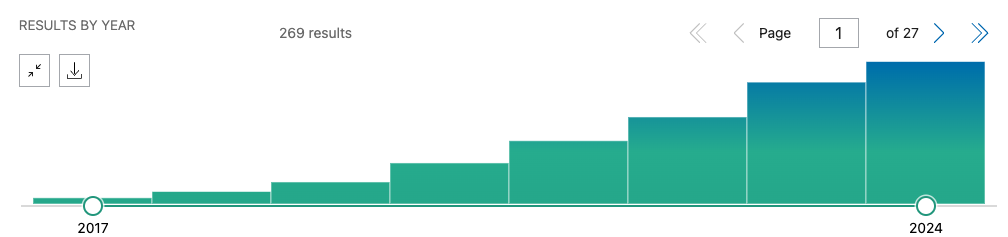 RESULTS BY YEAR
269 results
Page 1 of 27
2017
2024